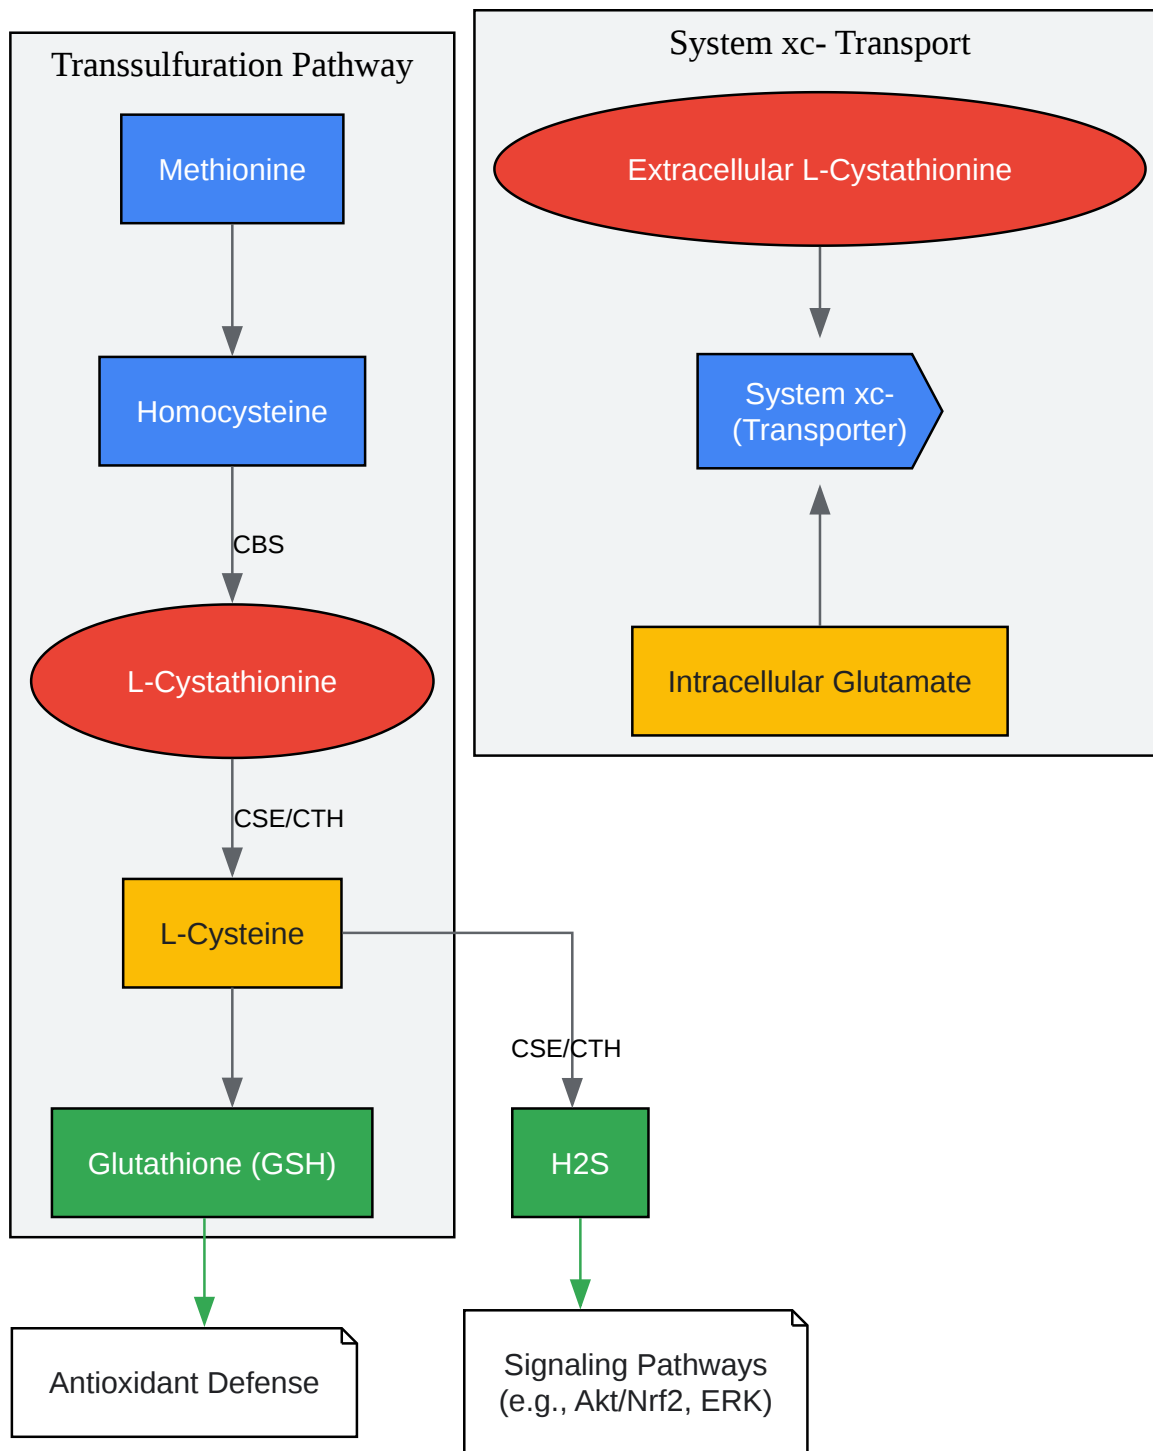 Transsulfuration Pathway
Methionine
Homocysteine
CBS
L-Cystathionine
CSE/CTH
L-Cysteine
CSE/CTH
Glutathione (GSH)
H2S
Antioxidant Defense
Signaling Pathways
(e.g., Akt/Nrf2, ERK)
System xc- Transport
Extracellular L-Cystathionine
System xc-
(Transporter)
Intracellular Glutamate